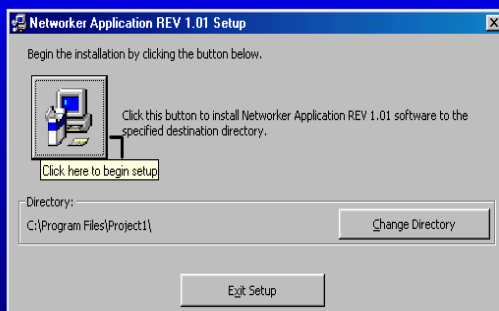 Networker Application REV 1.01 Setup
Begin the installation by clicking the button below.
Click this button to install Networker Application REV 1.01 software to the
specified destination directory.
Click here to begin setup
Directory:
C:\Program Files\Project1\
Change Directory
Exit Setup